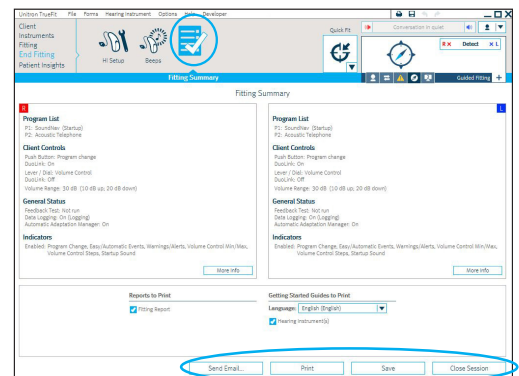 Unitron TrueFit File Forms Hearing Instrument Options Help Developer
Client
Instruments
Fitting
End Fitting
Patient Insights
HI Setup
Beeps
Quick Fit
Conversation in quiet
R X Detect X L
Fitting Summary
Guided Fitting +
Fitting Summary
R
Program List
P1: SoundNav (Startup)
P2: Acoustic Telephone
Client Controls
Push Button: Program change
DuoLink: On
Lever / Dial: Volume Control
DuoLink: Off
Volume Range: 30 dB (10 dB up, 20 dB down)
General Status
Feedback Test: Not run
Data Logging: On (Logging)
Automatic Adaptation Manager: On
Indicators
Enabled: Program Change, Easy/Automatic Events, Warnings/Alerts, Volume Control Min/Max,
Volume Control Steps, Startup Sound
More Info
L
Program List
P1: SoundNav (Startup)
P2: Acoustic Telephone
Client Controls
Push Button: Program change
DuoLink: On
Lever / Dial: Volume Control
DuoLink: Off
Volume Range: 30 dB (10 dB up, 20 dB down)
General Status
Feedback Test: Not run
Data Logging: On (Logging)
Automatic Adaptation Manager: On
Indicators
Enabled: Program Change, Easy/Automatic Events, Warnings/Alerts, Volume Control Min/Max,
Volume Control Steps, Startup Sound
More Info
Reports to Print
Fitting Report
Getting Started Guides to Print
Language: English (English)
Hearing Instrument(s)
Send Email...
Print
Save
Close Session